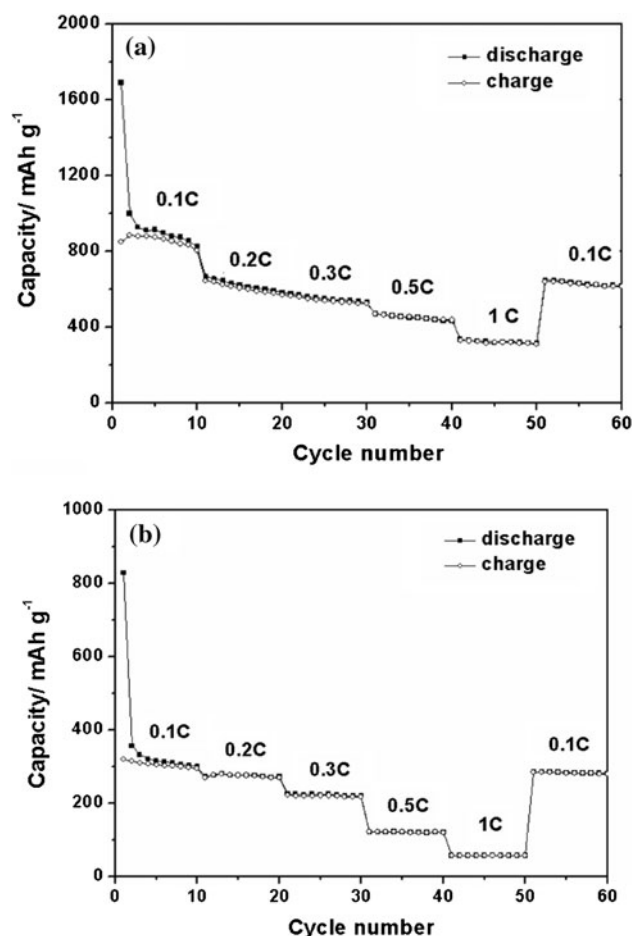 (a)
discharge
charge
2000
1600
1200
800
400
0
Capacity/ mAh g⁻¹
0.1C
0.2C
0.3C
0.5C
1 C
0.1C
0 10 20 30 40 50 60
Cycle number
(b)
discharge
charge
1000
800
600
400
200
0
Capacity/ mAh g⁻¹
0.1C
0.2C
0.3C
0.5C
1C
0.1C
0 10 20 30 40 50 60
Cycle number